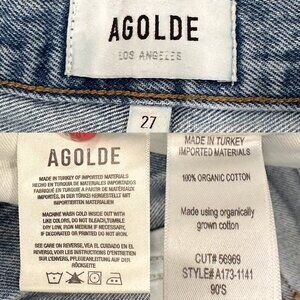 AGOLDE
LOS ANGELES
27
AGOLDE
MADE IN TURKEY OF IMPORTED MATERIALS
HECHO EN TURQUIA DE MATERIALES IMPORTADOS
FABRIQUÉ EN TURQUIE A PARTIR DE MATÉRIAUX
IMPORTÉS, IN DER TÜRKEI HERGESTELLT MIT
IMPORTIERTEN MATERIALIEN
MACHINE WASH COLD INSIDE OUT WITH
LIKE COLORS, DO NOT BLEACH, TUMBLE
DRY LOW, IRON MEDIUM IF NECESSARY,
IF DECORATED OR PRINTED DO NOT IRON.
SEE CARE ON REVERSE, VEA EL CUIDADO EN EL
REVERSO, VOIR LES INSTRUCTIONS D'ENTRETIEN
SUR L'ENVERS, PFLEGEANLEITUNG AUF DER
RÜCKSEITE
MADE IN TURKEY
IMPORTED MATERIALS
100% ORGANIC COTTON
Made using organically
grown cotton
CUT# 56969
STYLE# A173-1141
90'S